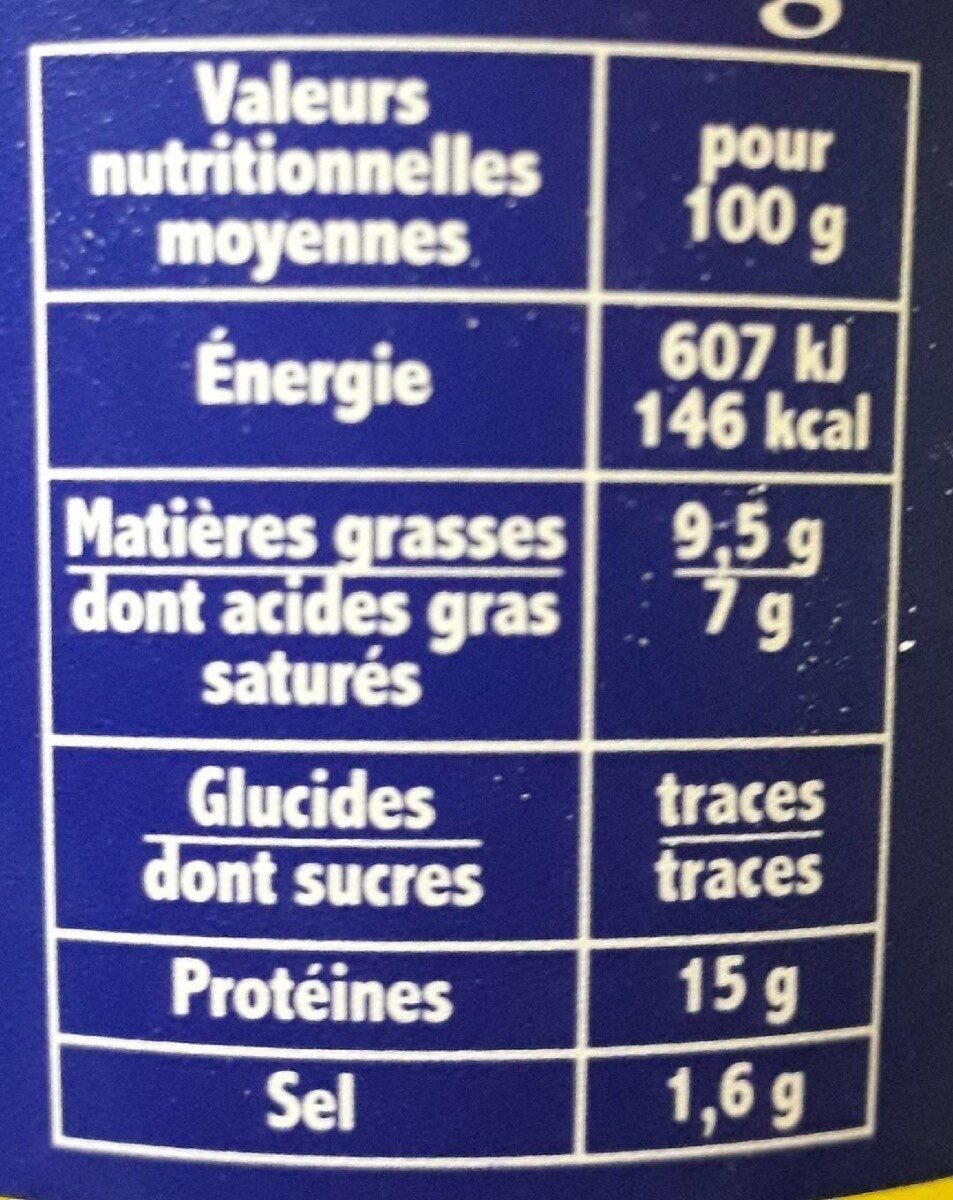 Valeurs
nutritionnelles
moyennes
pour
100 g
Énergie
607 kJ
146 kcal
Matières grasses
dont acides gras
saturés
9,5 g
7 g
Glucides
dont sucres
traces
traces
Protéines
15 g
Sel
1,6 g